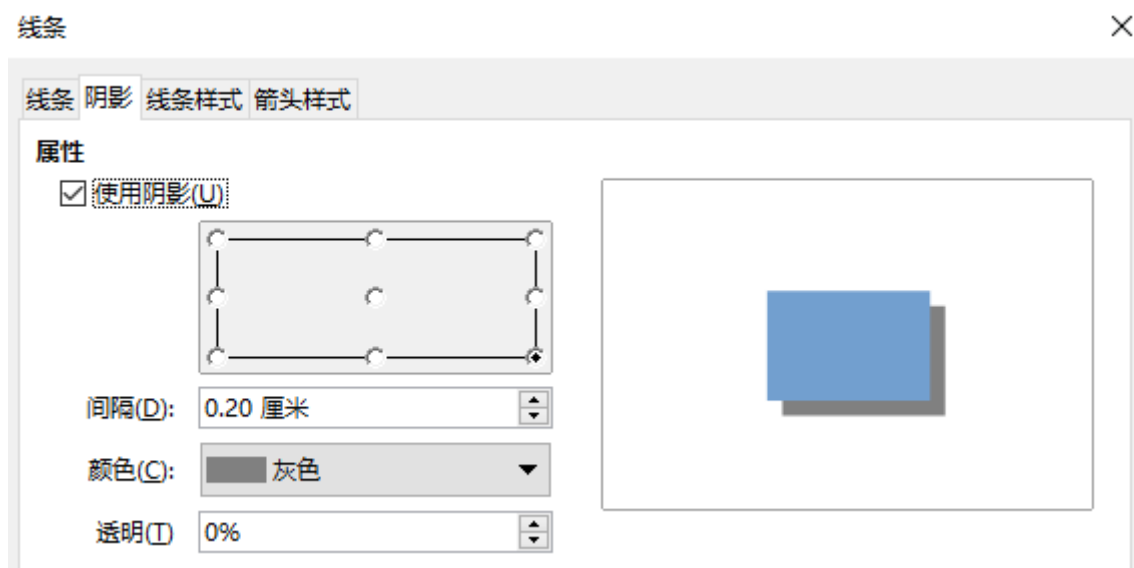 线条
线条 阴影 线条样式 箭头样式
属性
使用阴影(U)
间隔(D): 0.20 厘米
颜色(C): 灰色
透明(T) 0%